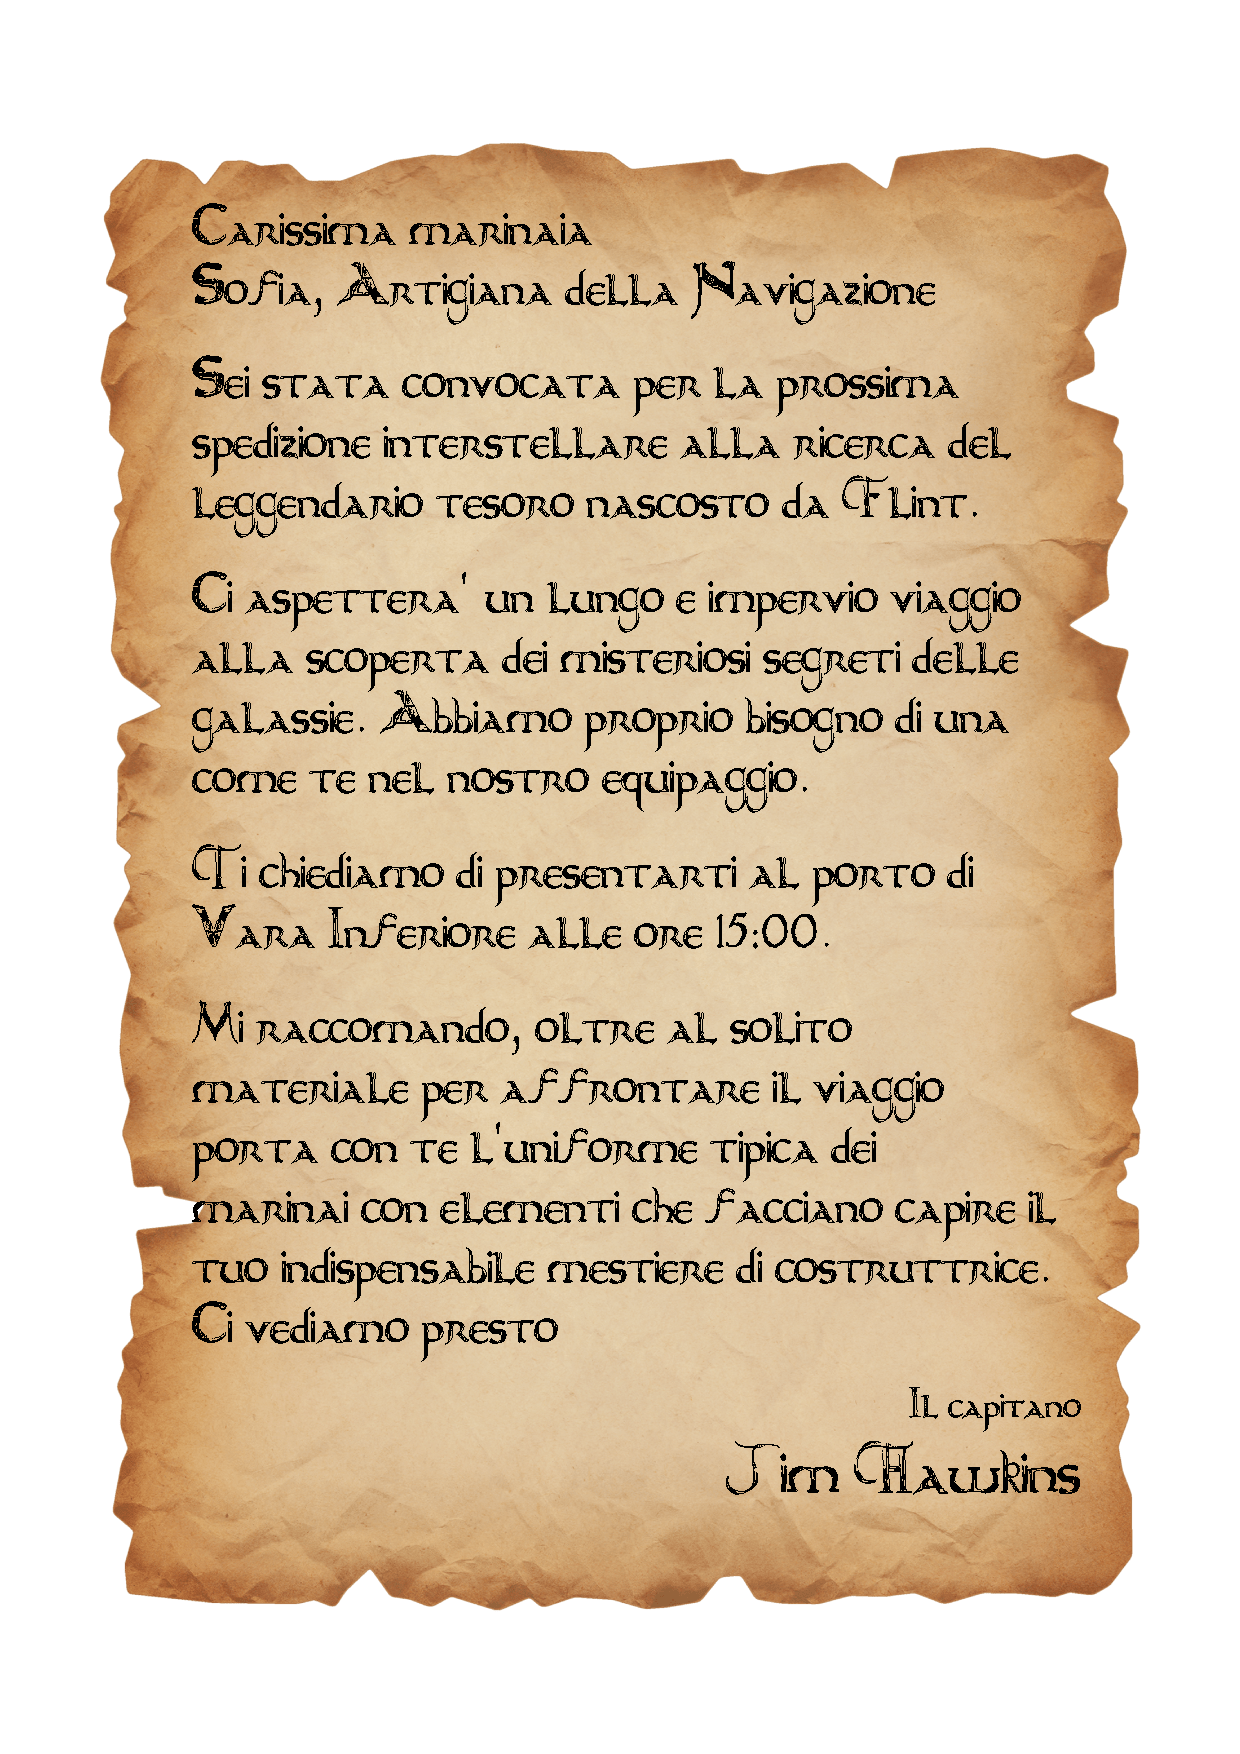 Carissima marinaia
Sofia, Artigiana della Navigazione
Sei stata convocata per la prossima
spedizione interstellare alla ricerca del
leggendario tesoro nascosto da Flint.
Ci aspettera' un lungo e impervio viaggio
alla scoperta dei misteriosi segreti delle
galassie. Abbiamo proprio bisogno di una
come te nel nostro equipaggio.
Ti chiediamo di presentarti al porto di
Vara Inferiore alle ore 15:00.
Mi raccomando, oltre al solito
materiale per affrontare il viaggio
porta con te l'uniforme tipica dei
marinai con elementi che facciano capire il
tuo indispensabile mestiere di costruttrice.
Ci vediamo presto
Il capitano
Jim Hawkins